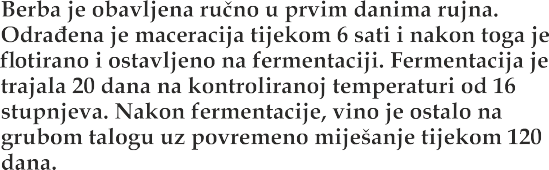 Berba je obavljena ručno u prvim danima rujna.
Odrađena je maceracija tijekom 6 sati i nakon toga je
flotirano i ostavljeno na fermentaciji. Fermentacija je
trajala 20 dana na kontroliranoj temperaturi od 16
stupnjeva. Nakon fermentacije, vino je ostalo na
grubom talogu uz povremeno miješanje tijekom 120
dana.